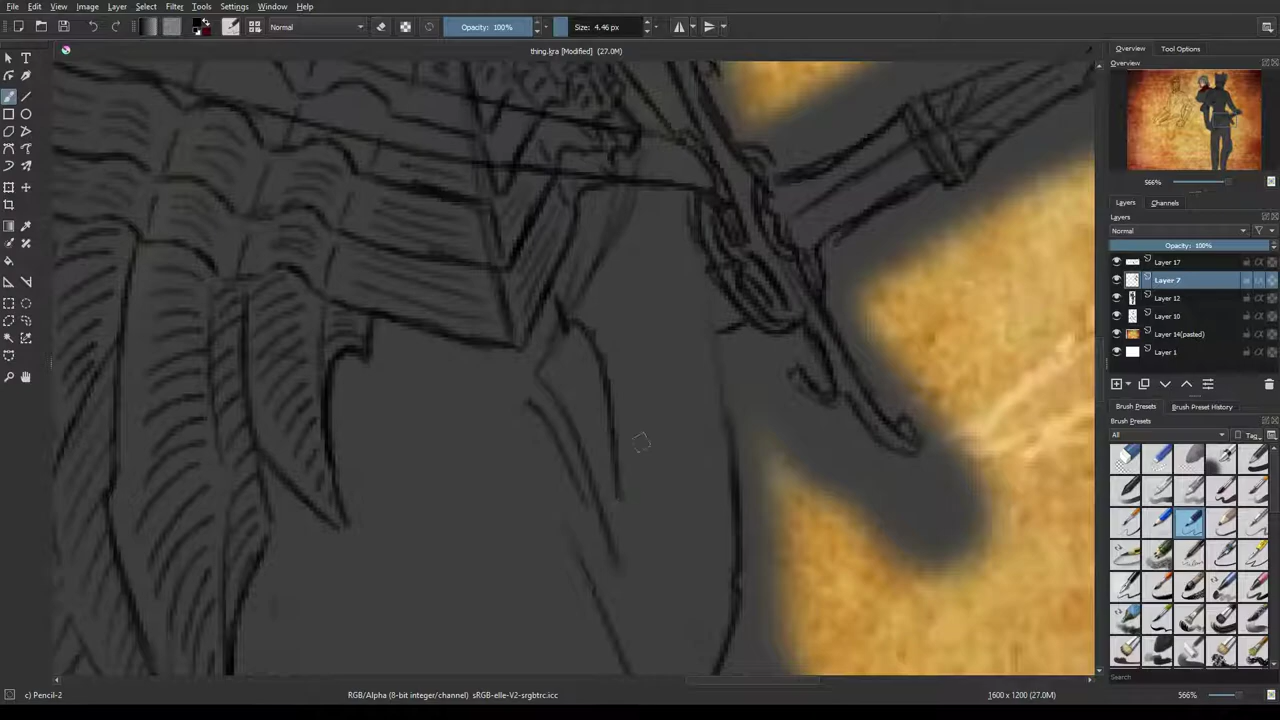 File Edit View Image Layer Select Filter Tools Settings Window Help
Normal Opacity: 100% Size: 4.46 px
thing.kra [Modified] (27.0M)
Overview Tool Options
Overview
566%
Layers Channels
Layers
Normal
Opacity: 100%
Layer 17
Layer 7
Layer 12
Layer 10
Layer 14(pasted)
Layer 1
Brush Presets Brush Preset History
Brush Presets
All Tag
Search
c) Pencil-2 RGB/Alpha (8-bit integer/channel) sRGB-elle-V2-srgbtrc.icc 1600 x 1200 (27.0M) 566%